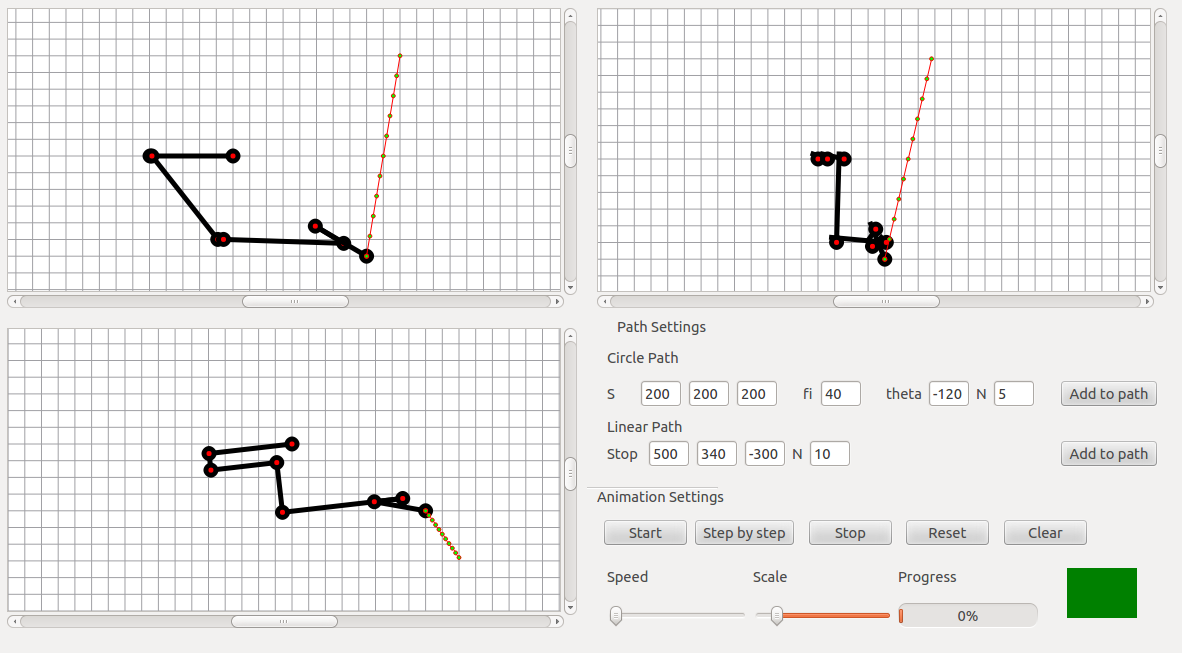 Path Settings
Circle Path
S 200 200 200 fi 40 theta -120 N 5 Add to path
Linear Path
Stop 500 340 -300 N 10 Add to path
Animation Settings
Start Step by step Stop Reset Clear
Speed Scale Progress
0%